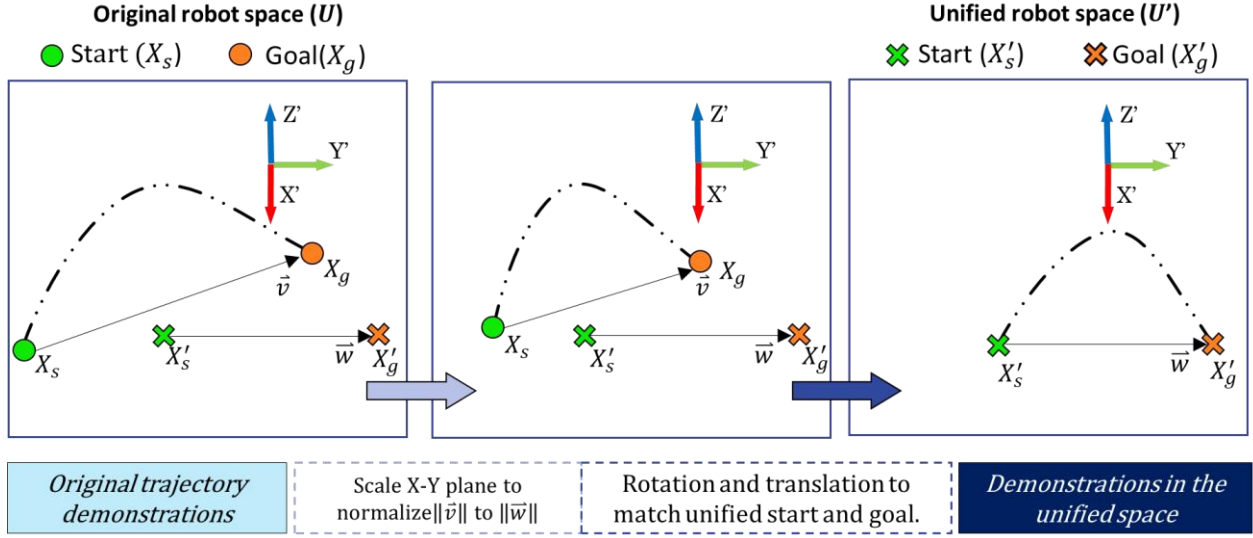 Original robot space (U)
Unified robot space (U')
Start (X_s)
Goal(X_g)
Start (X'_s)
Goal (X'_g)
Z'
Y'
X'
X_g
v⃗
X_s
X'_s
w⃗
X'_g
Z'
Y'
X'
X_g
v⃗
X_s
X'_s
w⃗
X'_g
Z'
Y'
X'
X'_s
w⃗
X'_g
Original trajectory
demonstrations
Scale X-Y plane to
normalize‖v⃗‖ to ‖w⃗‖
Rotation and translation to
match unified start and goal.
Demonstrations in the
unified space